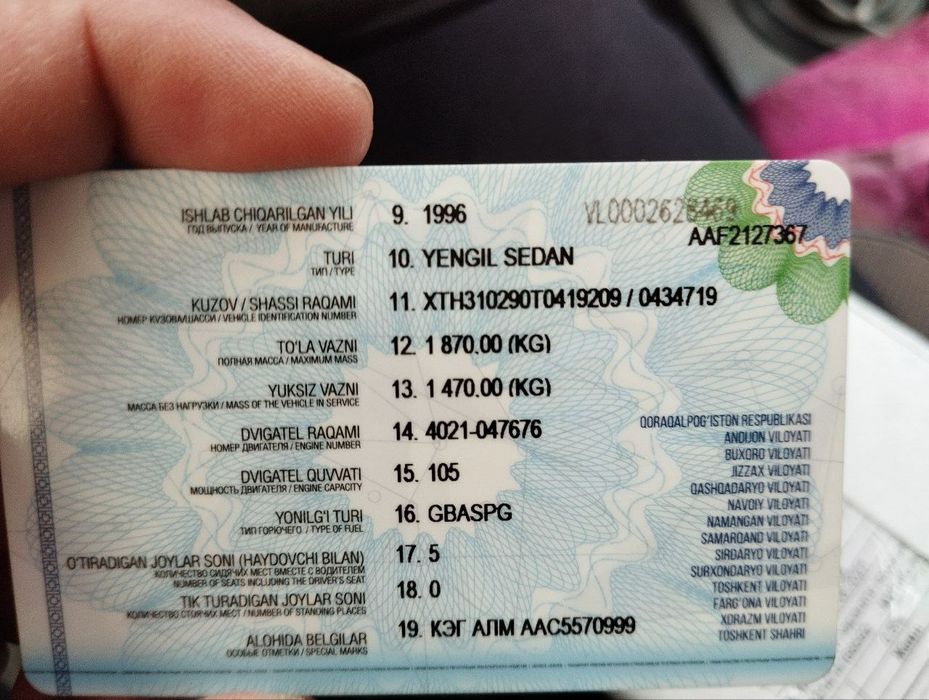 ISHLAB CHIQARILGAN YILI 9. 1996
ГОД ВЫПУСКА / YEAR OF MANUFACTURE
AAF2127367
TURI 10. YENGIL SEDAN
ТИП / TYPE
KUZOV / SHASSI RAQAMI 11. XTH310290T0419209 / 0434719
НОМЕР КУЗОВА/ШАССИ / VEHICLE IDENTIFICATION NUMBER
TO'LA VAZNI 12. 1 870.00 (KG)
ПОЛНАЯ МАССА / MAXIMUM MASS
YUKSIZ VAZNI 13. 1 470.00 (KG)
МАССА БЕЗ НАГРУЗКИ / MASS OF THE VEHICLE IN SERVICE
DVIGATEL RAQAMI 14. 4021-047676
НОМЕР ДВИГАТЕЛЯ / ENGINE NUMBER
DVIGATEL QUVVATI 15. 105
МОЩНОСТЬ ДВИГАТЕЛЯ / ENGINE CAPACITY
YONILG'I TURI 16. GBASPG
ТИП ГОРЮЧЕГО / TYPE OF FUEL
O'TIRADIGAN JOYLAR SONI (HAYDOVCHI BILAN) 17. 5
КОЛИЧЕСТВО СИДЯЧИХ МЕСТ ВМЕСТЕ С ВОДИТЕЛЕМ
NUMBER OF SEATS INCLUDING THE DRIVER'S SEAT
TIK TURADIGAN JOYLAR SONI 18. 0
КОЛИЧЕСТВО СТОЯЧИХ МЕСТ / NUMBER OF STANDING PLACES
ALOHIDA BELGILAR 19. КЭГ АЛМ ААС5570999
ОСОБЫЕ ОТМЕТКИ / SPECIAL MARKS
QORAQALPOG'ISTON RESPUBLIKASI
ANDIJON VILOYATI
BUXORO VILOYATI
JIZZAX VILOYATI
QASHQADARYO VILOYATI
NAVOIY VILOYATI
NAMANGAN VILOYATI
SAMARQAND VILOYATI
SIRDARYO VILOYATI
SURXONDARYO VILOYATI
TOSHKENT VILOYATI
FARG'ONA VILOYATI
XORAZM VILOYATI
TOSHKENT SHAHRI